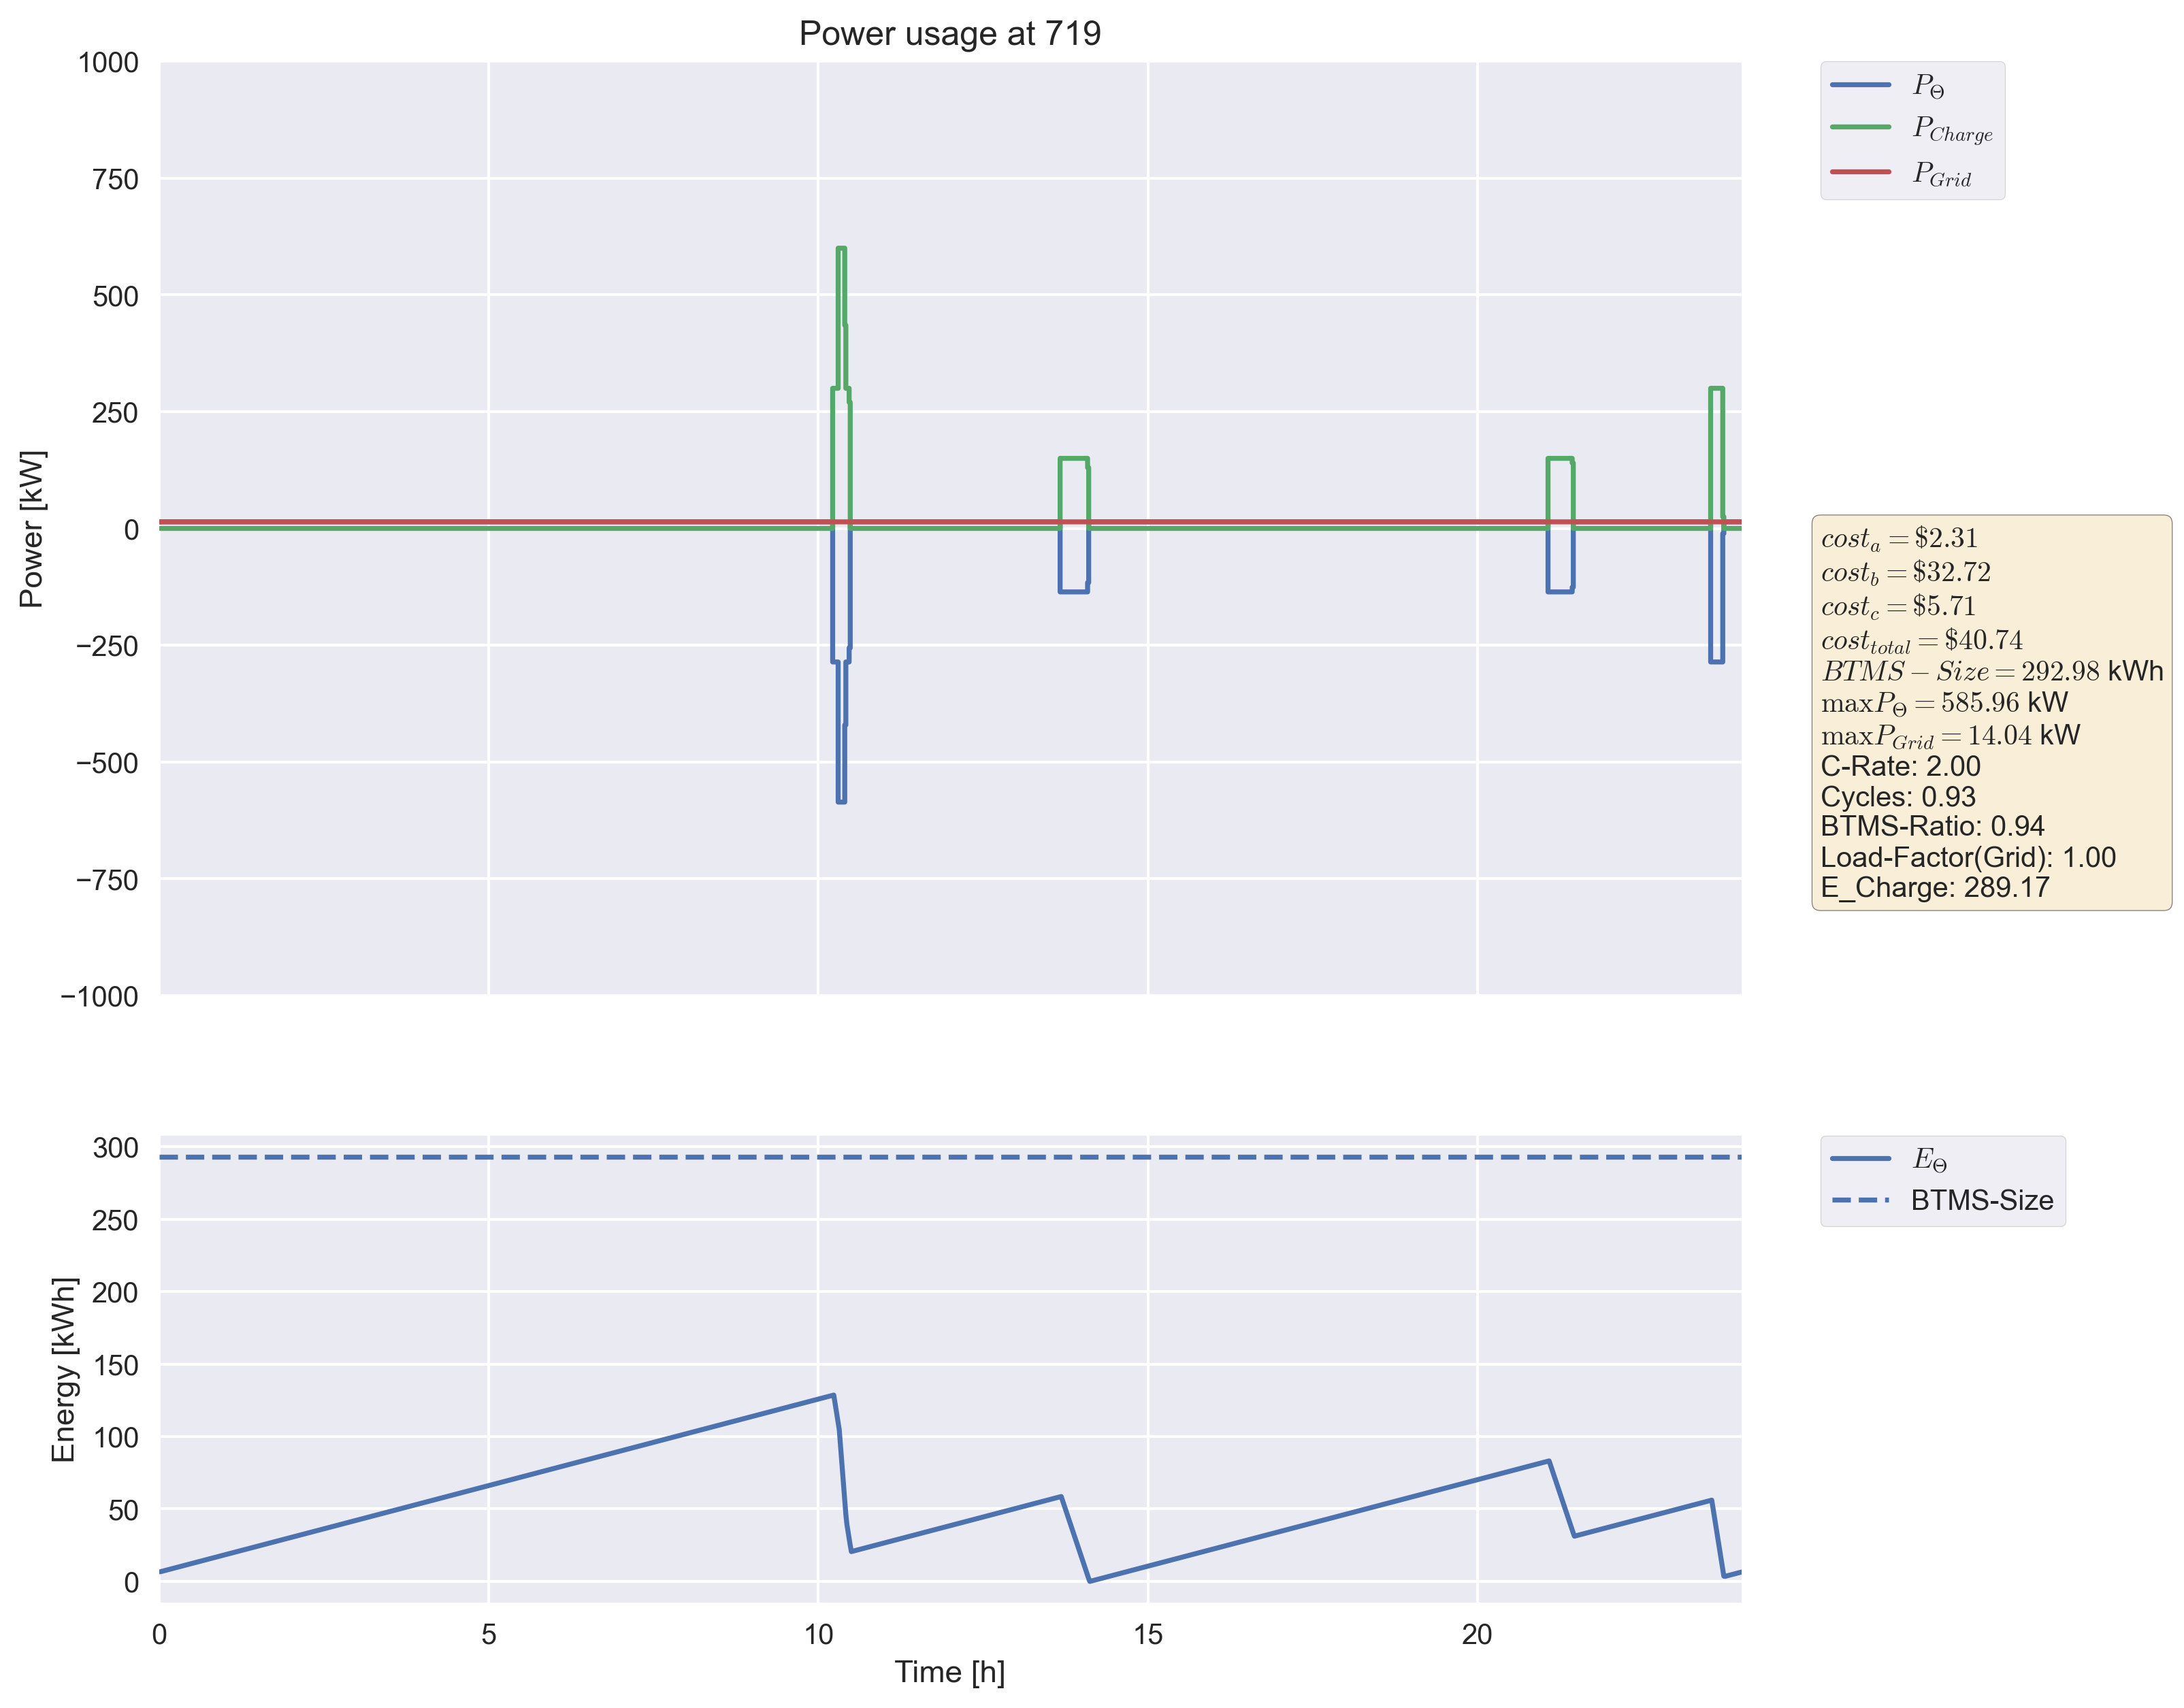 Power usage at 719
1000
750
500
250
0
−250
−500
−750
−1000
Power [kW]
P_Θ
P_Charge
P_Grid
cost_a = $2.31
cost_b = $32.72
cost_c = $5.71
cost_total = $40.74
BTMS − Size = 292.98 kWh
maxP_Θ = 585.96 kW
maxP_Grid = 14.04 kW
C-Rate: 2.00
Cycles: 0.93
BTMS-Ratio: 0.94
Load-Factor(Grid): 1.00
E_Charge: 289.17
300
250
200
150
100
50
0
Energy [kWh]
E_Θ
BTMS-Size
0 5 10 15 20
Time [h]